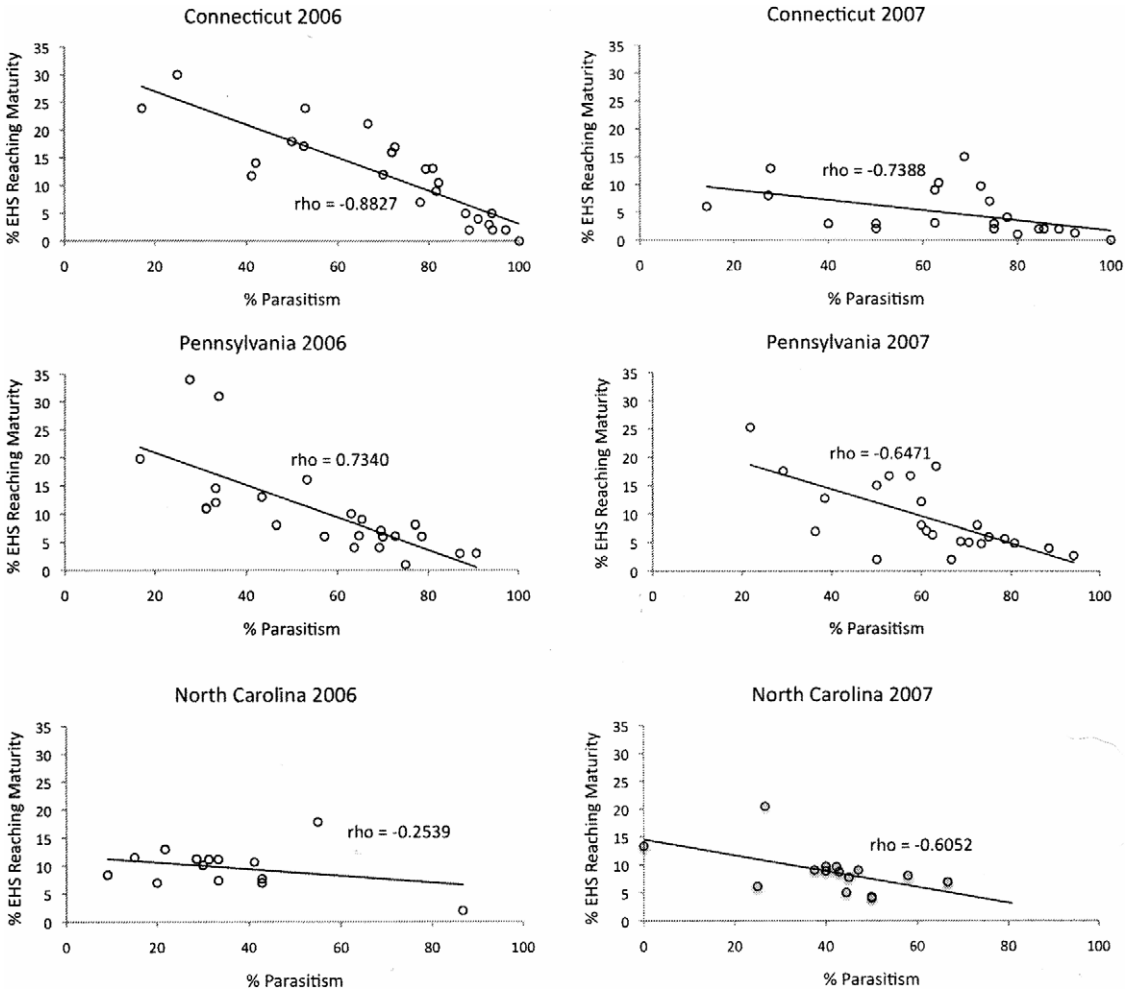 Connecticut 2006
% EHS Reaching Maturity
35
30
25
20
15
10
5
0
rho = -0.8827
0 20 40 60 80 100
% Parasitism
Connecticut 2007
% EHS Reaching Maturity
35
30
25
20
15
10
5
0
rho = -0.7388
0 20 40 60 80 100
% Parasitism
Pennsylvania 2006
% EHS Reaching Maturity
35
30
25
20
15
10
5
0
rho = 0.7340
0 20 40 60 80 100
% Parasitism
Pennsylvania 2007
% EHS Reaching Maturity
35
30
25
20
15
10
5
0
rho = -0.6471
0 20 40 60 80 100
% Parasitism
North Carolina 2006
% EHS Reaching Maturity
35
30
25
20
15
10
5
0
rho = -0.2539
0 20 40 60 80 100
% Parasitism
North Carolina 2007
% EHS Reaching Maturity
35
30
25
20
15
10
5
0
rho = -0.6052
0 20 40 60 80 100
% Parasitism